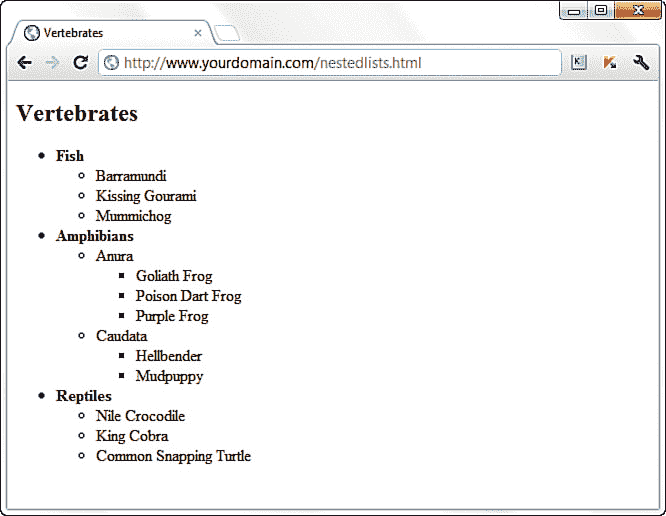 Vertebrates
http://www.yourdomain.com/nestedlists.html
Vertebrates
Fish
Barramundi
Kissing Gourami
Mummichog
Amphibians
Anura
Goliath Frog
Poison Dart Frog
Purple Frog
Caudata
Hellbender
Mudpuppy
Reptiles
Nile Crocodile
King Cobra
Common Snapping Turtle